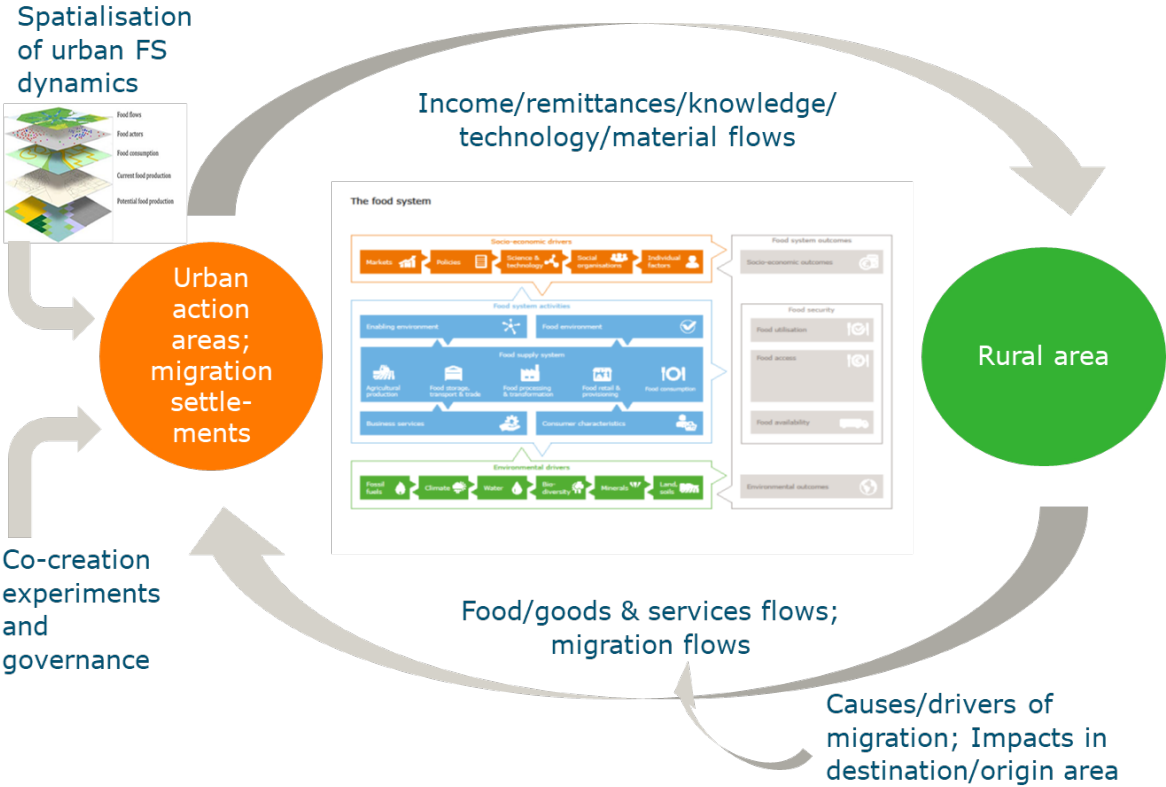 Spatialisation
of urban FS
dynamics
Food flows
Food actors
Food consumption
Current food production
Potential food production
Income/remittances/knowledge/
technology/material flows
Urban
action
areas;
migration
settle-
ments
The food system
Socio-economic drivers
Markets
Policies
Science &
technology
Social
organisations
Individual
factors
Food system activities
Enabling environment
Food environment
Food supply system
Agricultural
production
Food storage,
transport & trade
Food processing
& transformation
Food retail &
provisioning
Food consumption
Business services
Consumer characteristics
Environmental drivers
Fossil
fuels
Climate
Water
Bio-
diversity
Minerals
Land,
soils
Food system outcomes
Socio-economic outcomes
Food security
Food utilisation
Food access
Food availability
Environmental outcomes
Rural area
Co-creation
experiments
and
governance
Food/goods & services flows;
migration flows
Causes/drivers of
migration; Impacts in
destination/origin area